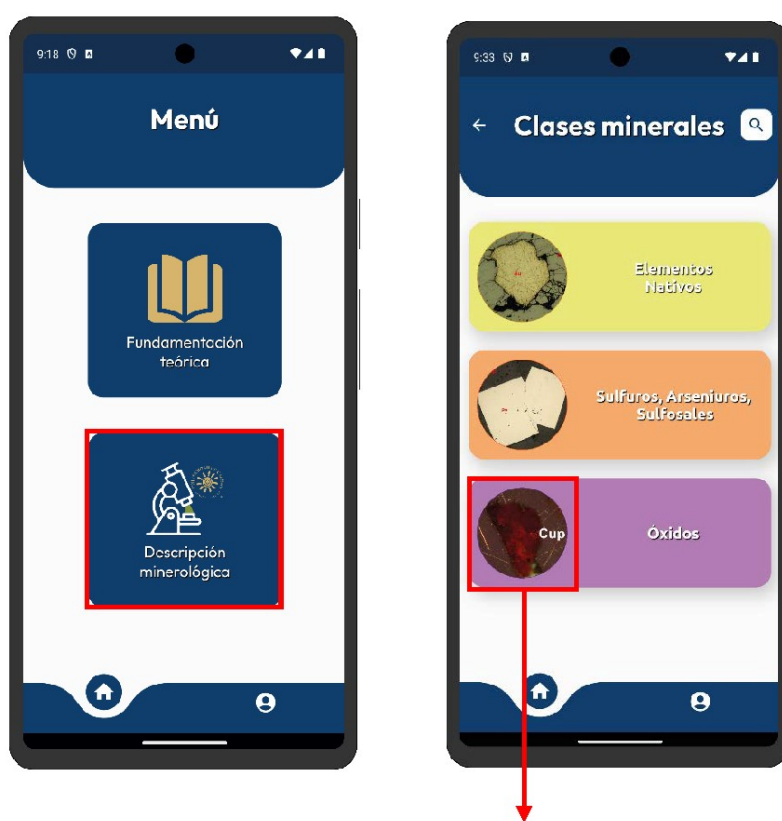 9:18
Menú
Fundamentación
teórica
Descripción
minerológica
9:33
Clases minerales
Elementos
Nativos
Sulfuros, Arseniuros,
Sulfosales
Cup
Óxidos